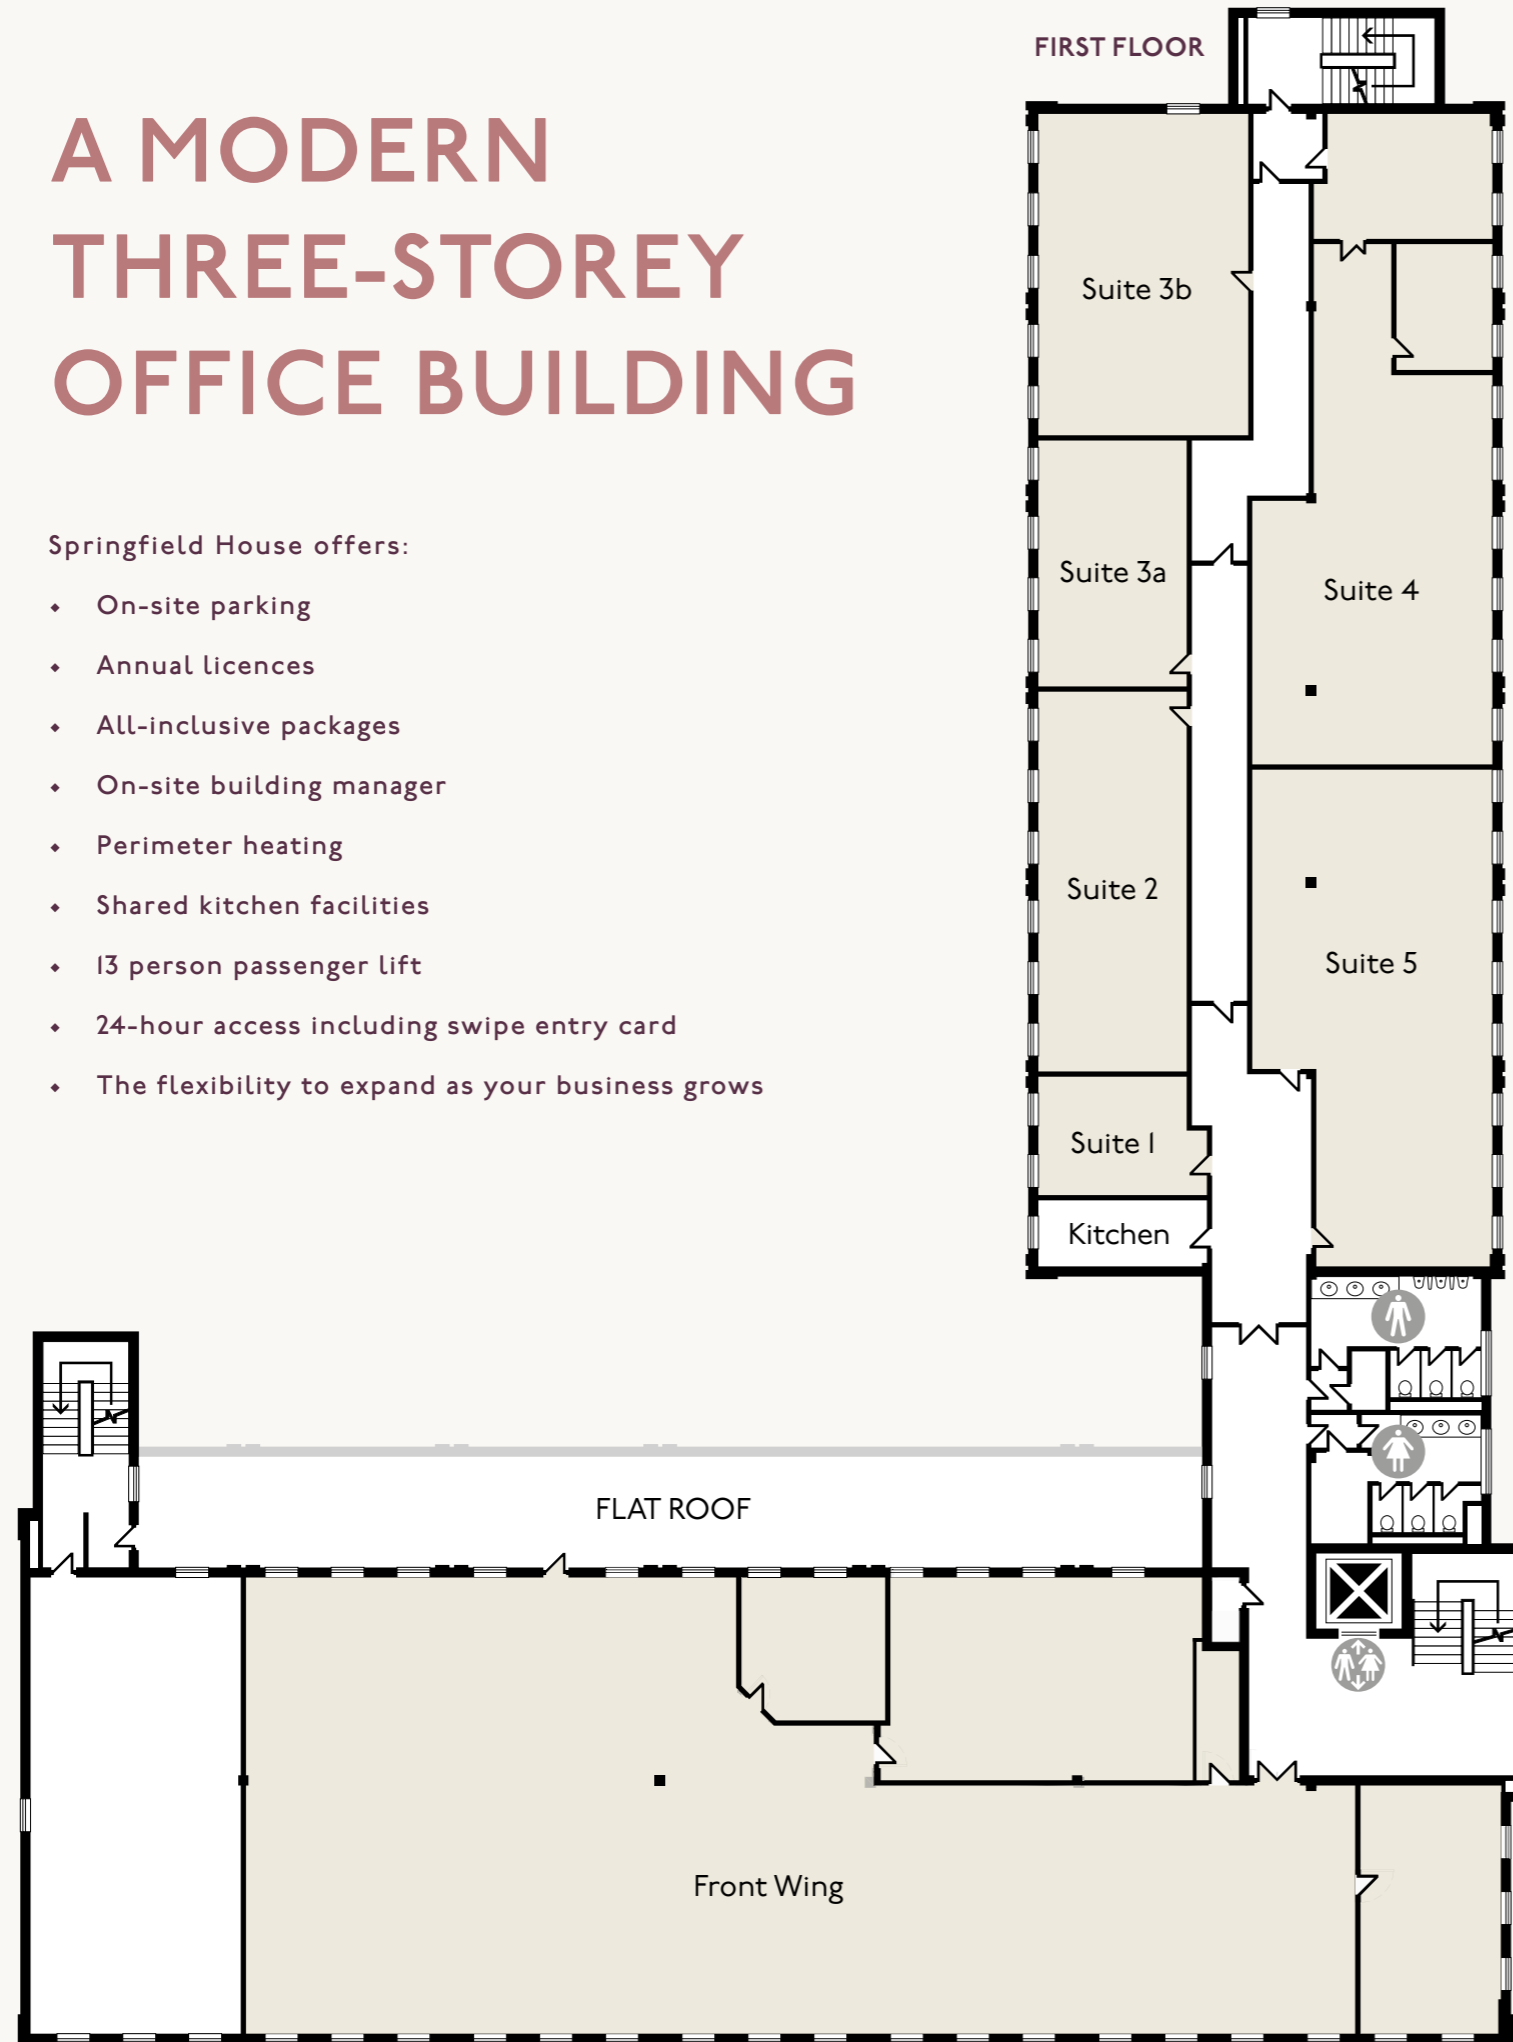 FIRST FLOOR
A MODERN
THREE-STOREY
OFFICE BUILDING
Springfield House offers:
• On-site parking
• Annual licences
• All-inclusive packages
• On-site building manager
• Perimeter heating
• Shared kitchen facilities
• 13 person passenger lift
• 24-hour access including swipe entry card
• The flexibility to expand as your business grows
Suite 3b
Suite 3a
Suite 4
Suite 2
Suite 5
Suite 1
Kitchen
FLAT ROOF
Front Wing